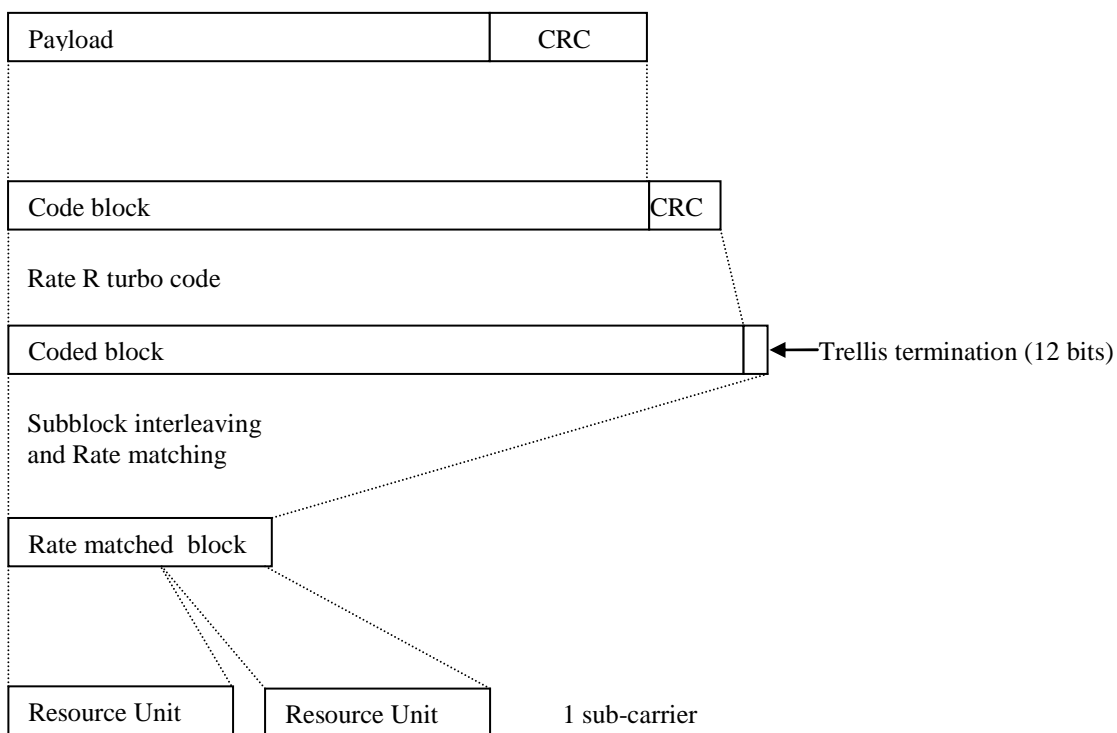 Payload
CRC
Code block
CRC
Rate R turbo code
Coded block
Trellis termination (12 bits)
Subblock interleaving
and Rate matching
Rate matched block
Resource Unit
Resource Unit
1 sub-carrier